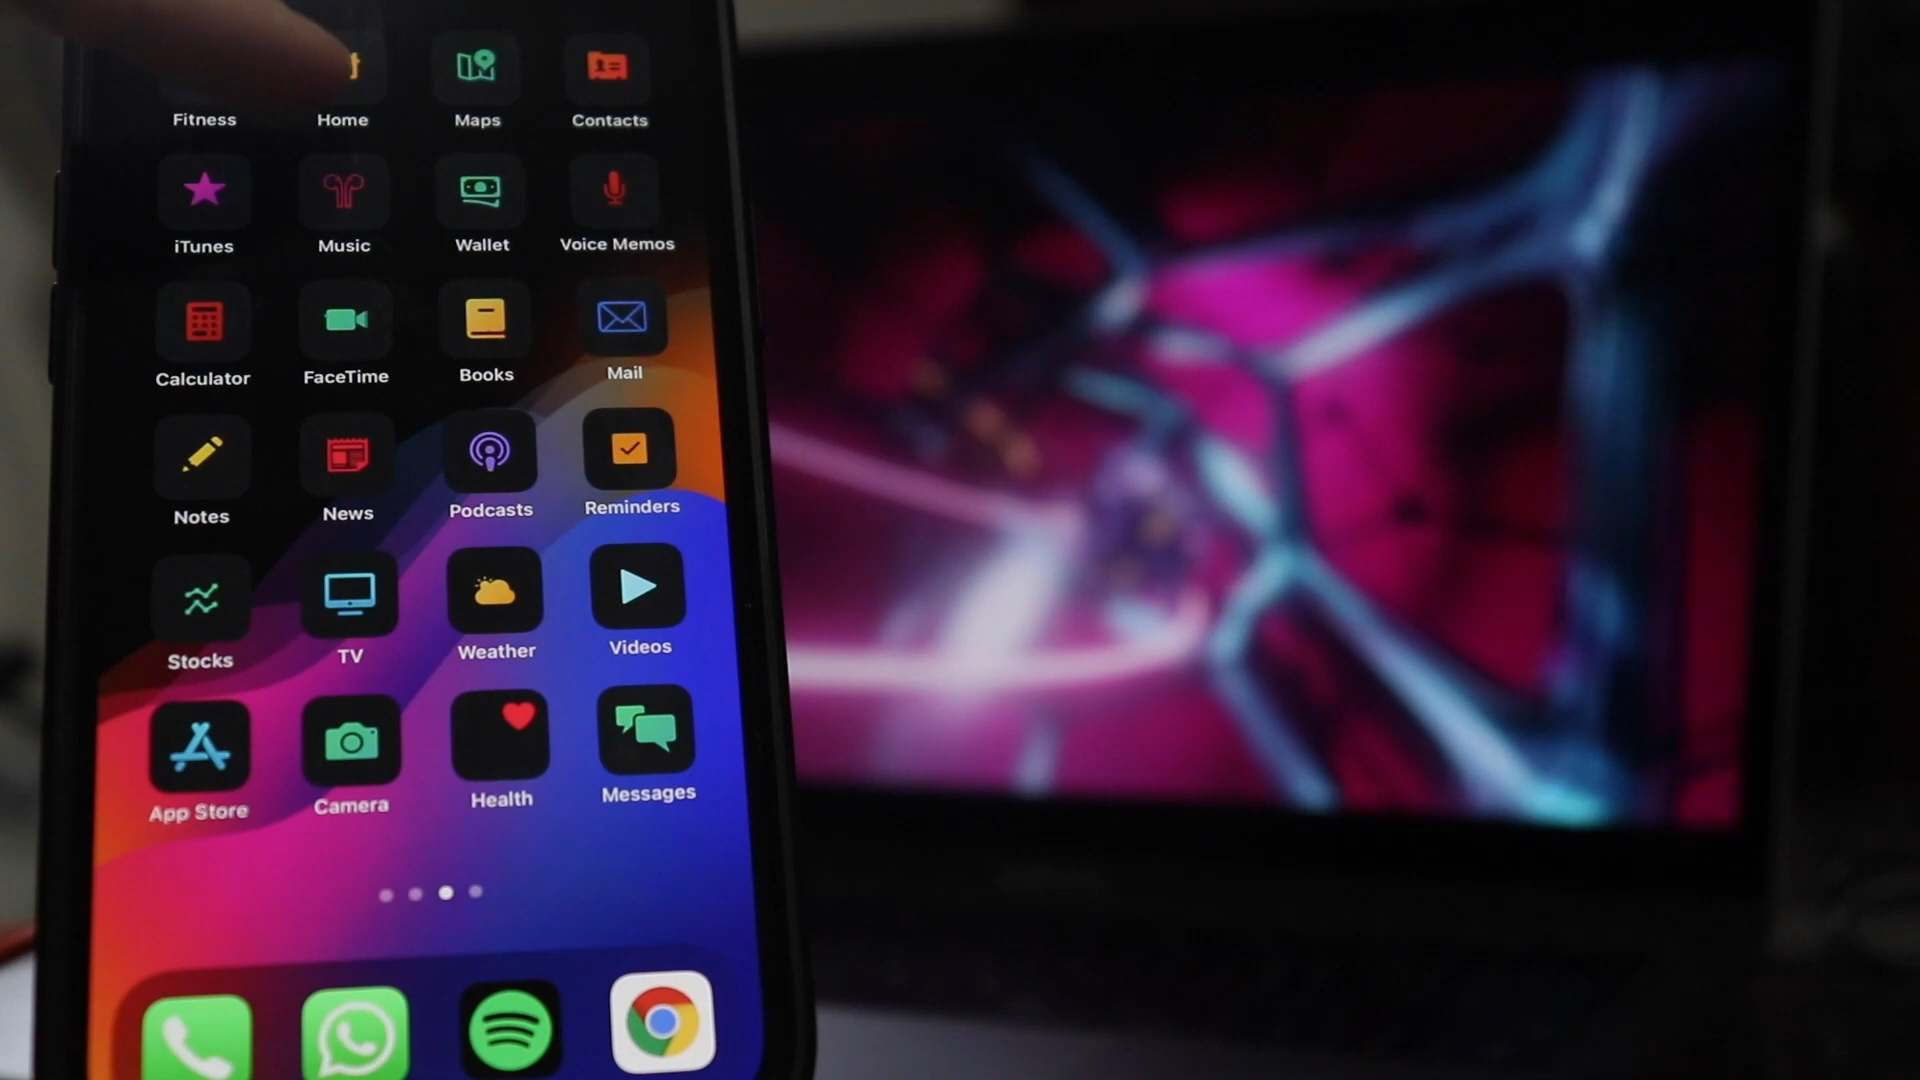 Fitness Home Maps Contacts
iTunes Music Wallet Voice Memos
Calculator FaceTime Books Mail
Notes News Podcasts Reminders
Stocks TV Weather Videos
App Store Camera Health Messages